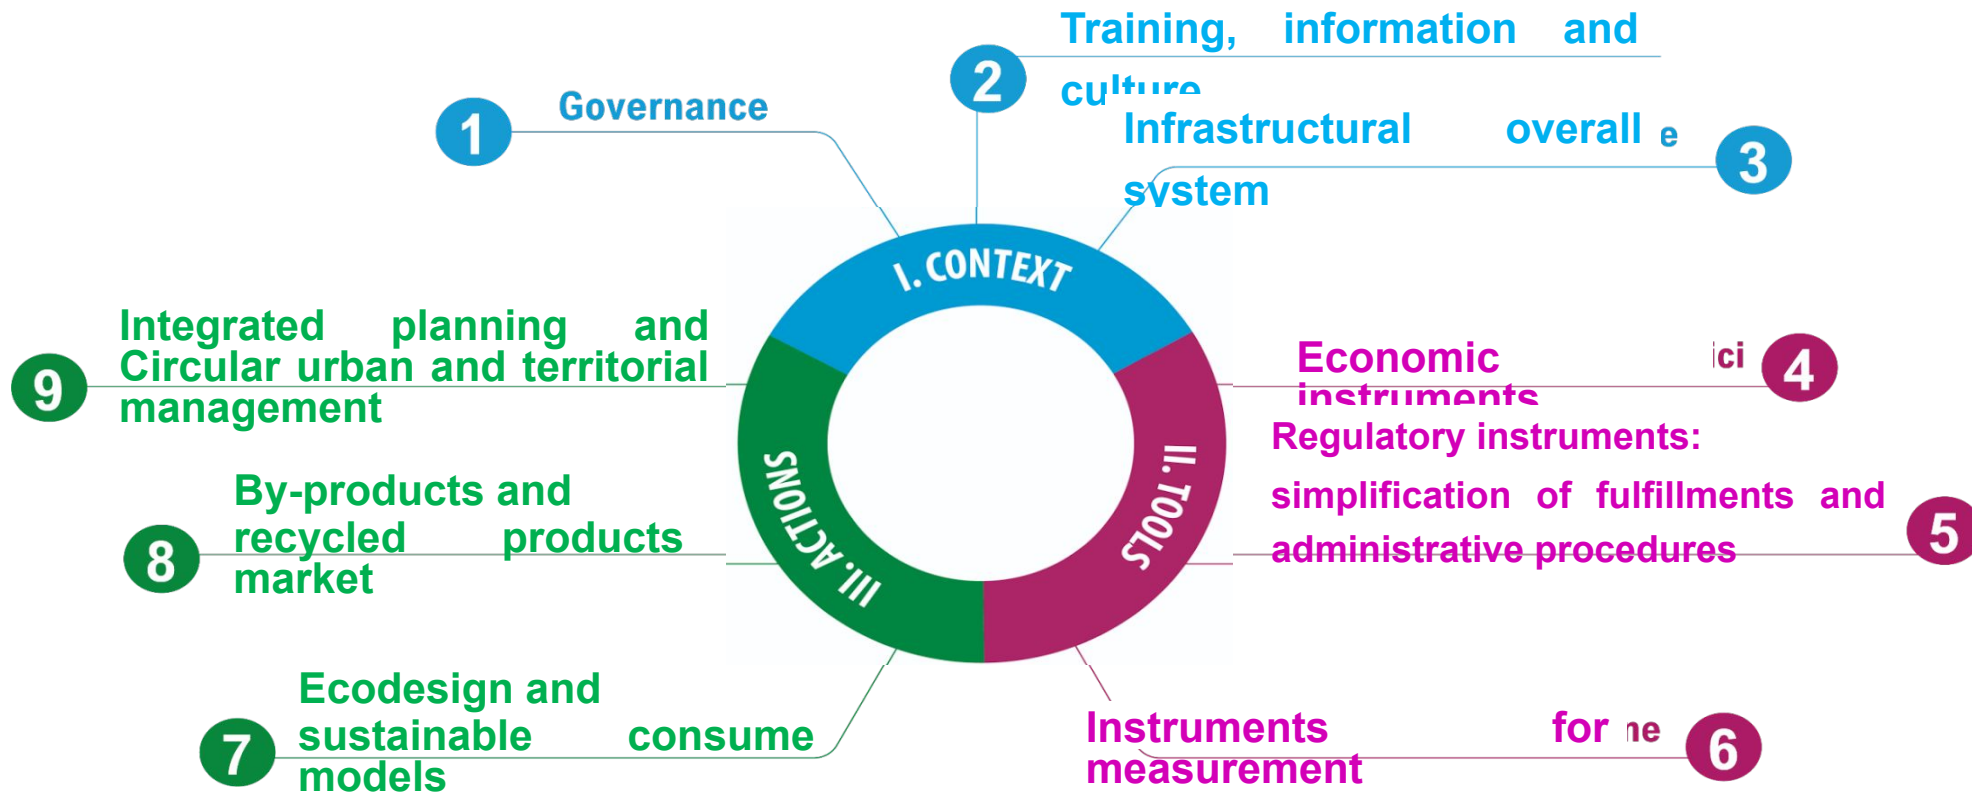 1
Governance
2
Training, information and
culture
Infrastructural overall
e
system
3
I. CONTEXT
II. TOOLS
III. ACTIONS
Economic
ici
instruments
4
Regulatory instruments:
simplification of fulfillments and
administrative procedures
5
Instruments for
ne
measurement
6
Ecodesign and
sustainable consume
models
7
By-products and
recycled products
market
8
Integrated planning and
Circular urban and territorial
management
9